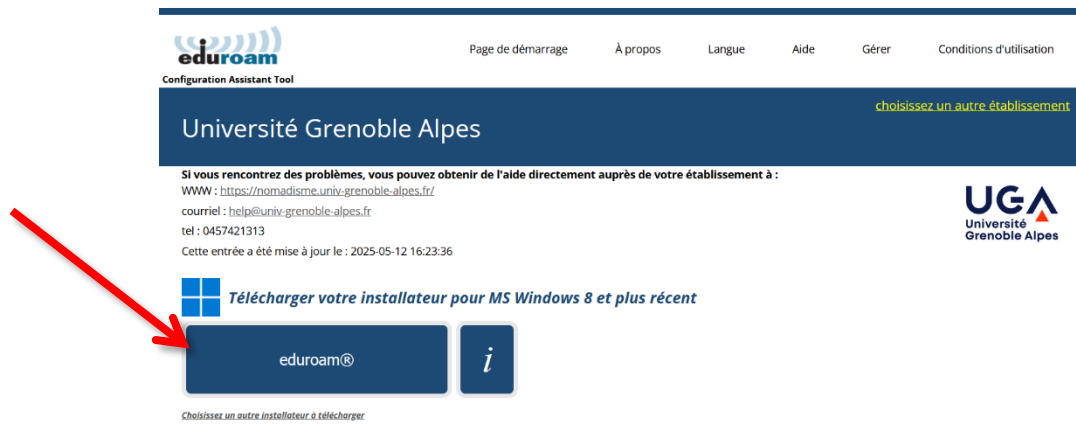 eduroam
Configuration Assistant Tool
Page de démarrage À propos Langue Aide Gérer Conditions d'utilisation
choisissez un autre établissement
Université Grenoble Alpes
Si vous rencontrez des problèmes, vous pouvez obtenir de l'aide directement auprès de votre établissement à :
WWW : https://nomadisme.univ-grenoble-alpes.fr/
courriel : help@univ-grenoble-alpes.fr
tel : 0457421313
Cette entrée a été mise à jour le : 2025-05-12 16:23:36
UGA
Université
Grenoble Alpes
Télécharger votre installateur pour MS Windows 8 et plus récent
eduroam®
i
Choisissez un autre installateur à télécharger